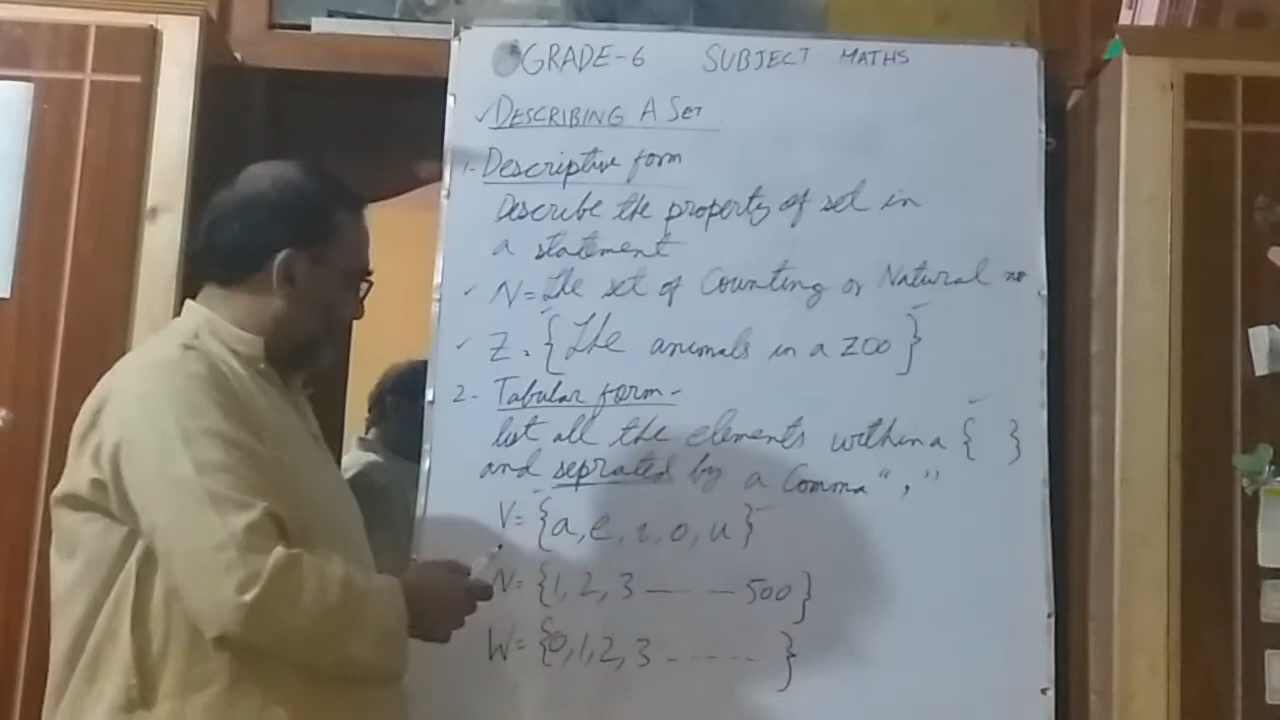 GRADE-6 SUBJECT MATHS
✓DESCRIBING A SET
1- Descriptive form
Describe the property of set in
a statement
✓ N= The set of Counting or Natural no
✓ Z = {The animals in a ZOO}
2- Tabular form-
list all the elements within a { }
and seprated by a Comma " , "
V= {a, e, i, o, u}
N= {1, 2, 3 ------ 500}
W= {0, 1, 2, 3 ------ }